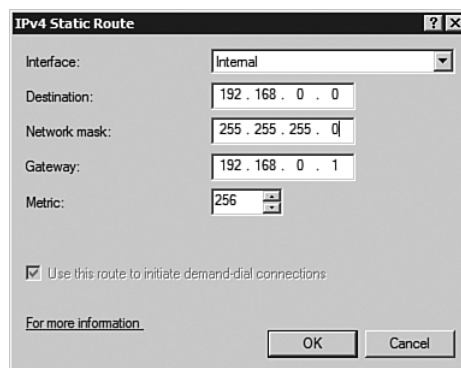 IPv4 Static Route
Interface: Internal
Destination: 192 . 168 . 0 . 0
Network mask: 255 . 255 . 255 . 0
Gateway: 192 . 168 . 0 . 1
Metric: 256
Use this route to initiate demand-dial connections
For more information
OK Cancel